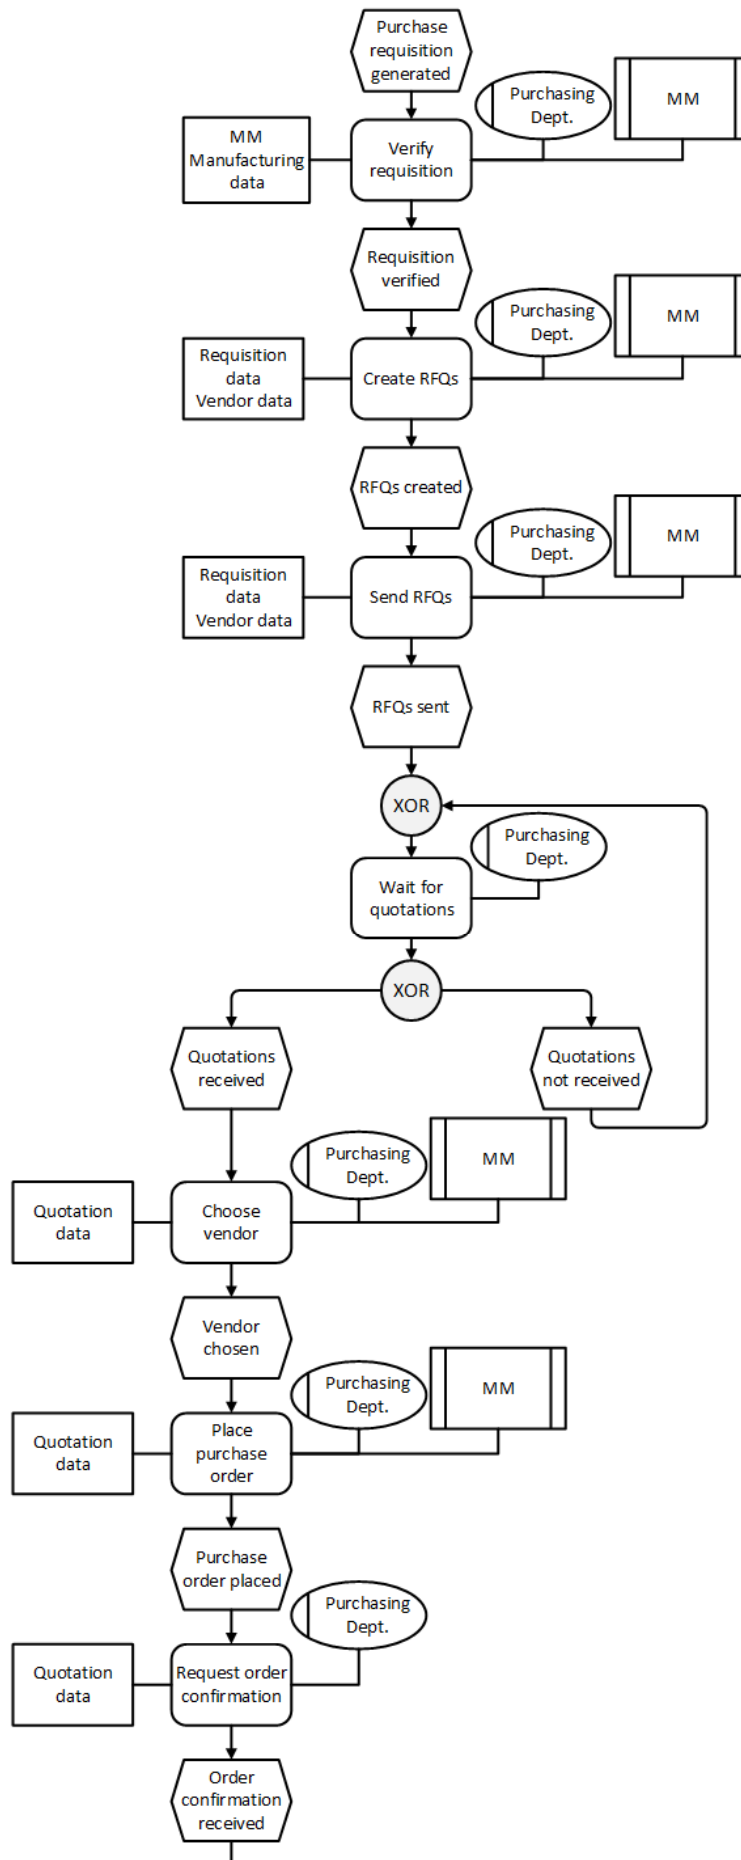 Purchase
requisition
generated
Purchasing
Dept.
MM
MM
Manufacturing
data
Verify
requisition
Requisition
verified
Purchasing
Dept.
MM
Requisition
data
Vendor data
Create RFQs
RFQs created
Purchasing
Dept.
MM
Requisition
data
Vendor data
Send RFQs
RFQs sent
XOR
Purchasing
Dept.
Wait for
quotations
XOR
Quotations
received
Quotations
not received
Purchasing
Dept.
MM
Quotation
data
Choose
vendor
Vendor
chosen
Purchasing
Dept.
MM
Quotation
data
Place
purchase
order
Purchase
order placed
Purchasing
Dept.
Quotation
data
Request order
confirmation
Order
confirmation
received